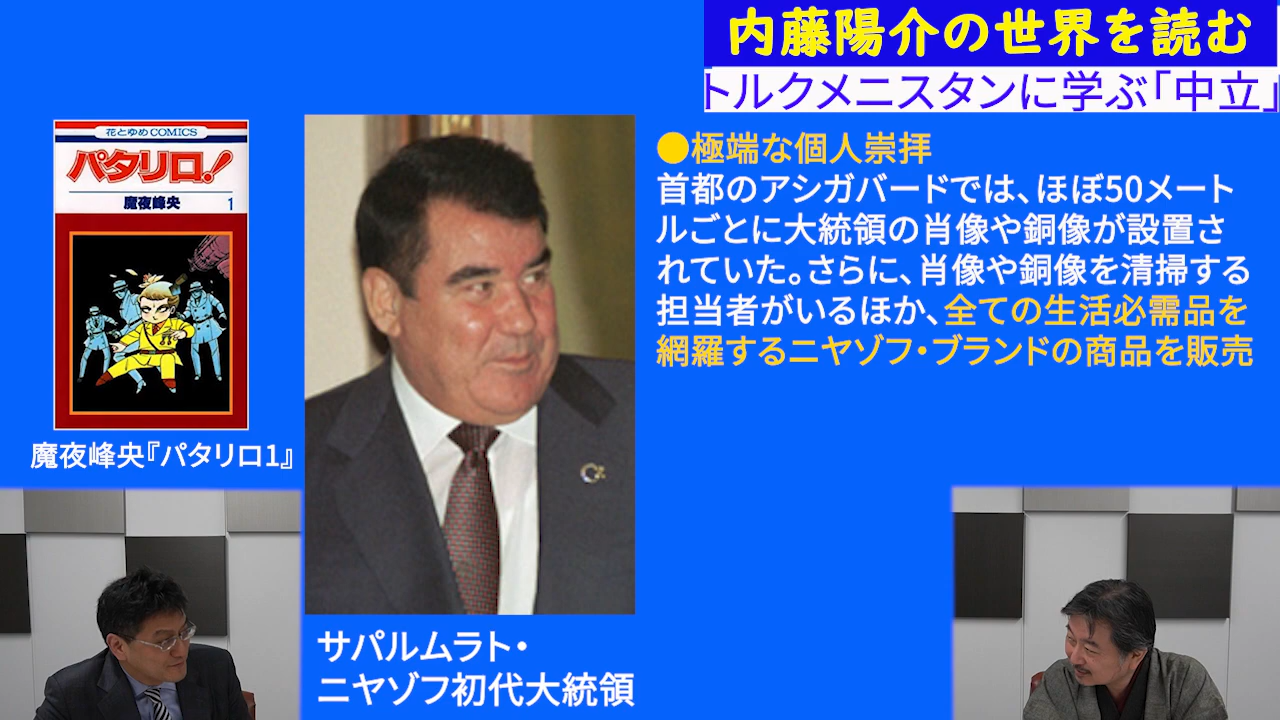 内藤陽介の世界を読む
トルクメニスタンに学ぶ「中立」
花とゆめCOMICS
パタリロ!
魔夜峰央
1
魔夜峰央『パタリロ1』
サパルムラト・
ニヤゾフ初代大統領
●極端な個人崇拝
首都のアシガバードでは、ほぼ50メート
ルごとに大統領の肖像や銅像が設置さ
れていた。さらに、肖像や銅像を清掃する
担当者がいるほか、全ての生活必需品を
網羅するニヤゾフ・ブランドの商品を販売